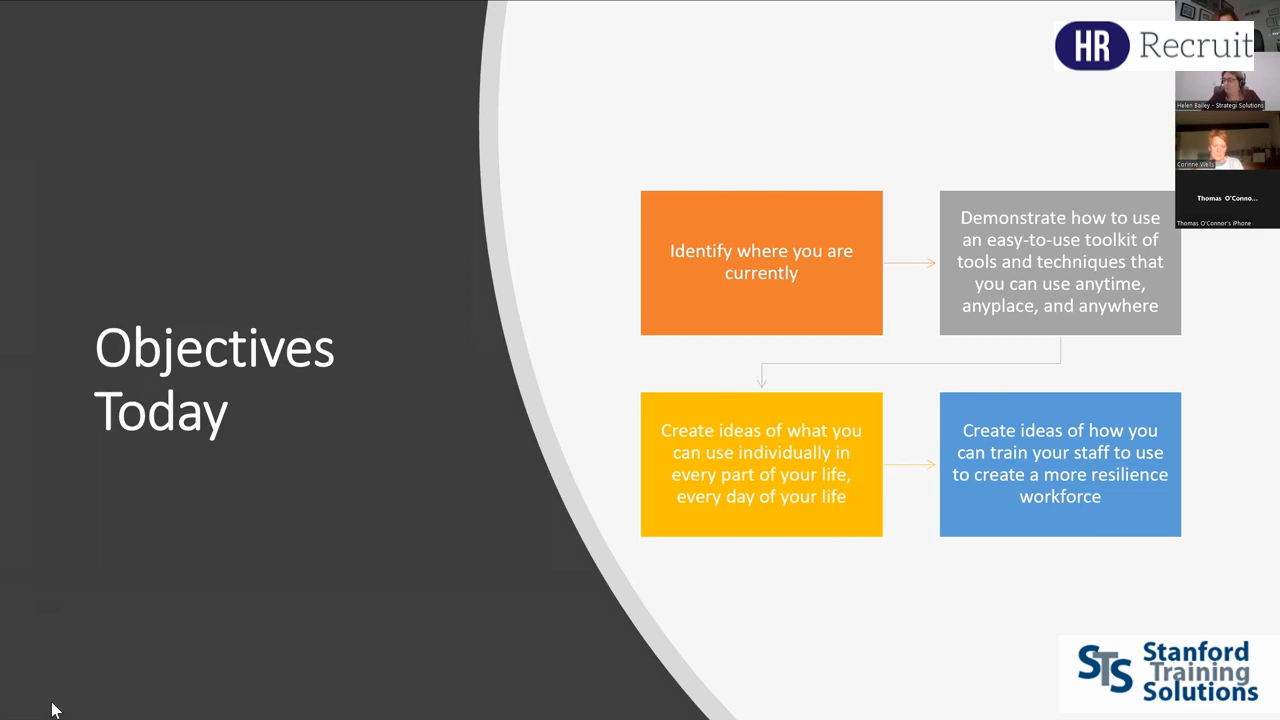 HR Recruit
Helen Bailey - Strategi Solutions
Corinne Wells
Thomas O'Conno...
Thomas O'Connor's iPhone
Objectives
Today
Identify where you are
currently
Demonstrate how to use
an easy-to-use toolkit of
tools and techniques that
you can use anytime,
anyplace, and anywhere
Create ideas of what you
can use individually in
every part of your life,
every day of your life
Create ideas of how you
can train your staff to use
to create a more resilience
workforce
STS
Stanford
Training
Solutions